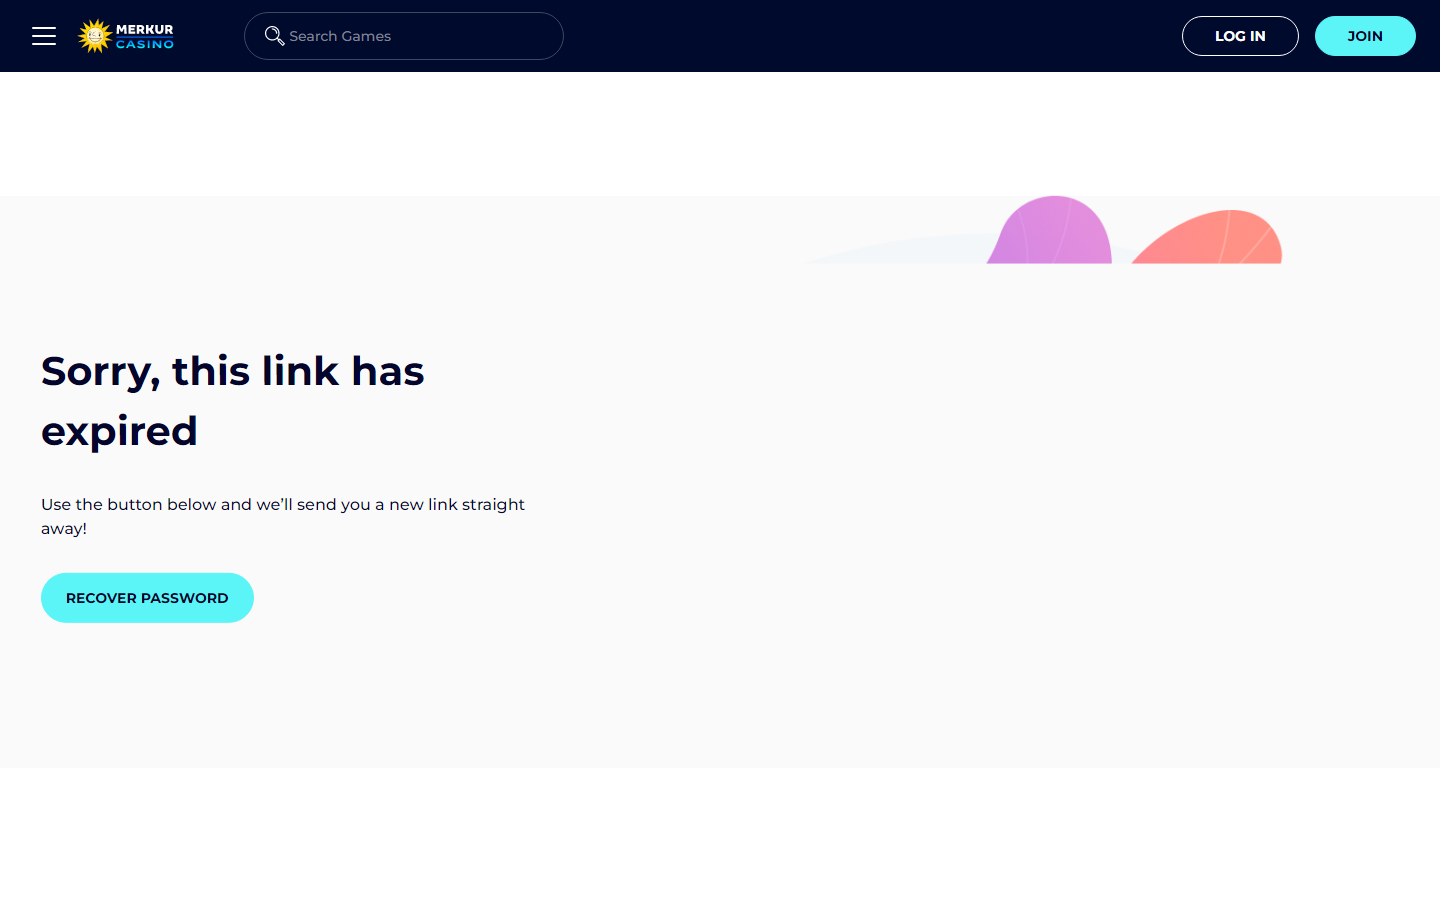 MERKUR
CASINO
Search Games
LOG IN
JOIN
Sorry, this link has
expired
Use the button below and we’ll send you a new link straight
away!
RECOVER PASSWORD